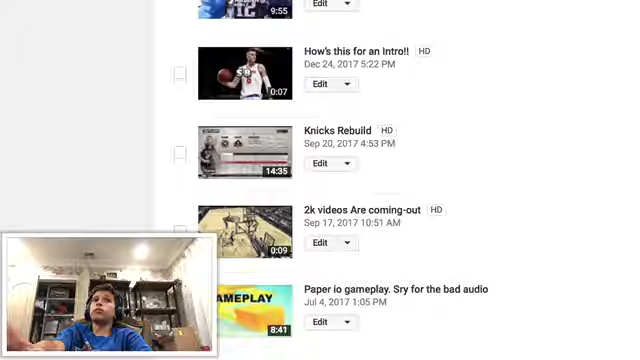 9:55
Edit
How's this for an Intro!! HD
Dec 24, 2017 5:22 PM
0:07
Edit
Knicks Rebuild HD
Sep 20, 2017 4:53 PM
14:35
Edit
2k videos Are coming-out HD
Sep 17, 2017 10:51 AM
0:09
Edit
Paper io gameplay. Sry for the bad audio
Jul 4, 2017 1:05 PM
AMEPLAY
8:41
Edit